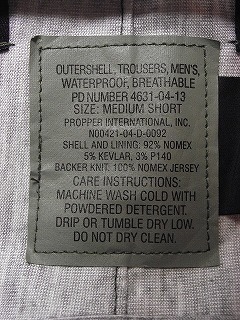 OUTERSHELL, TROUSERS, MEN'S,
WATERPROOF, BREATHABLE
PD NUMBER 4631-04-13
SIZE: MEDIUM SHORT
PROPPER INTERNATIONAL, INC.
N00421-04-D-0092
SHELL AND LINING: 92% NOMEX
5% KEVLAR, 3% P140
BACKER KNIT: 100% NOMEX JERSEY
CARE INSTRUCTIONS:
MACHINE WASH COLD WITH
POWDERED DETERGENT.
DRIP OR TUMBLE DRY LOW.
DO NOT DRY CLEAN.